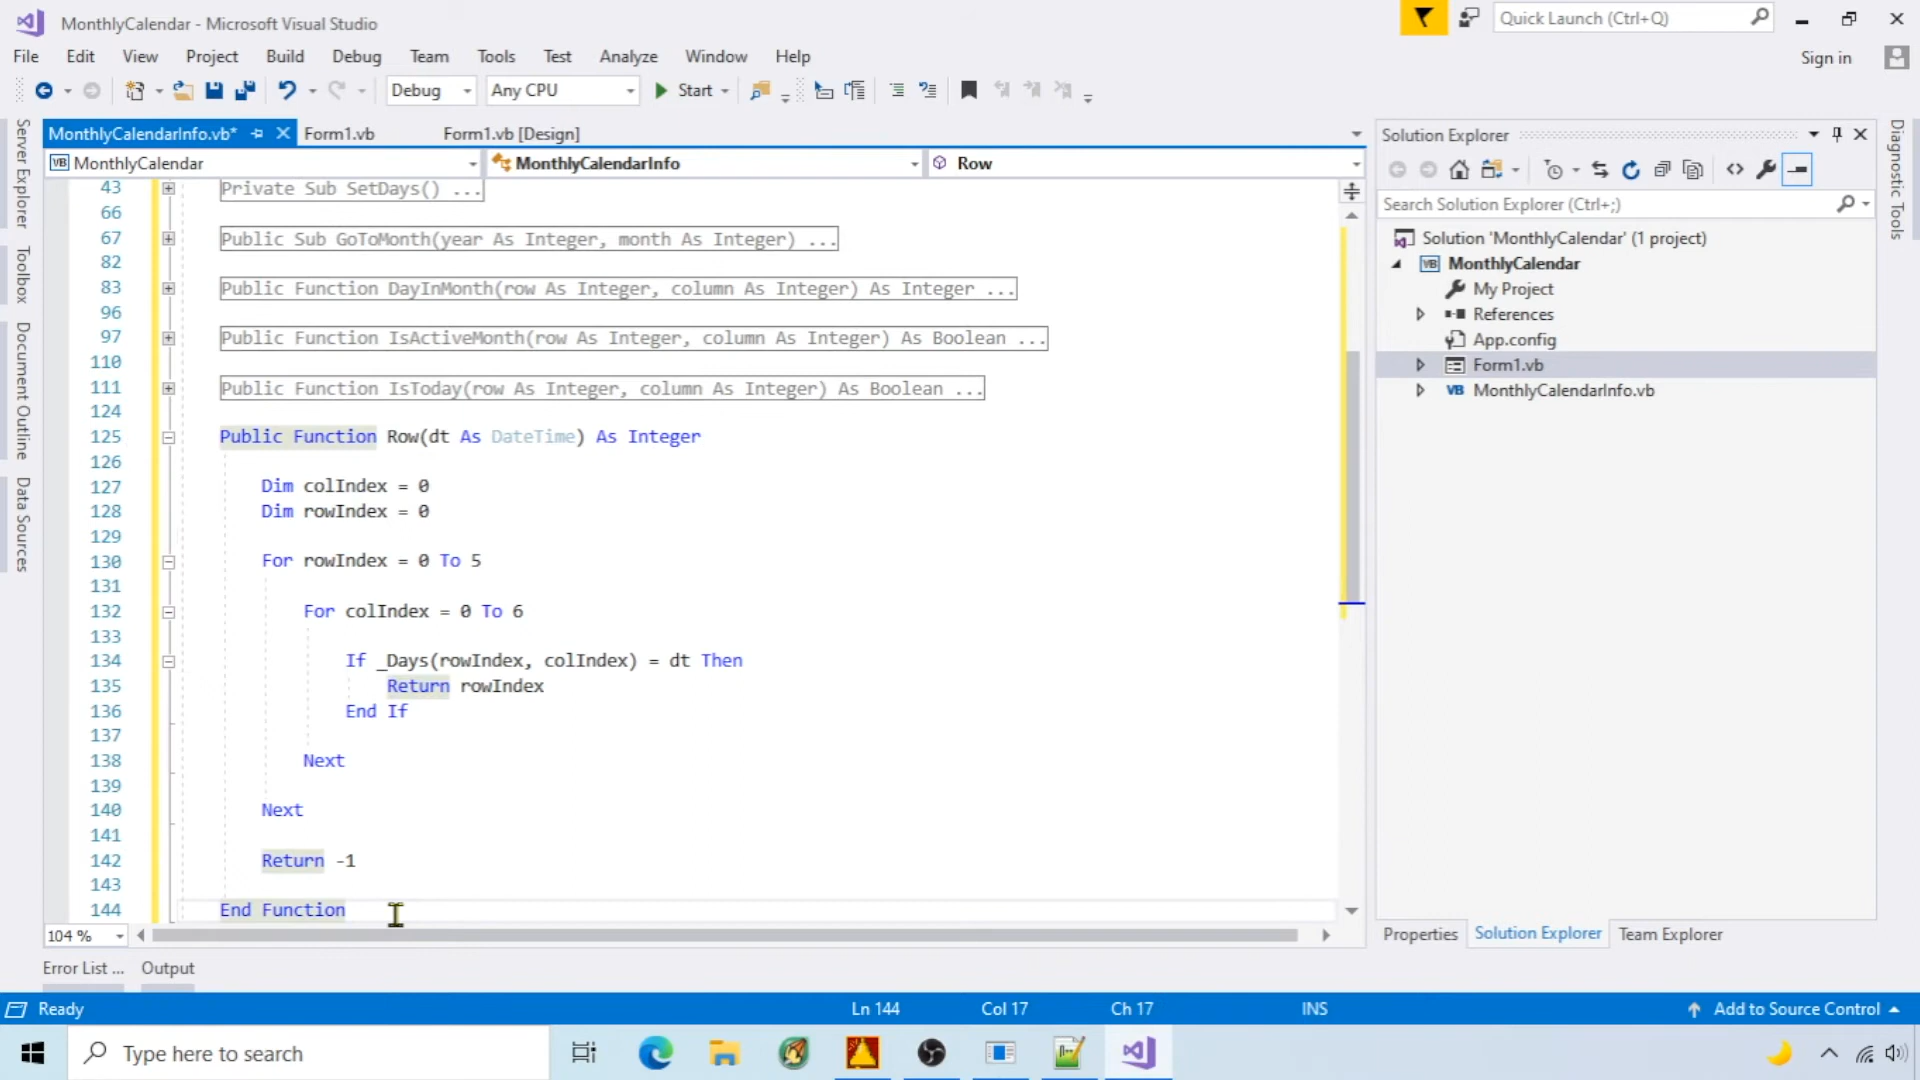 MonthlyCalendar - Microsoft Visual Studio
Quick Launch (Ctrl+Q)
File Edit View Project Build Debug Team Tools Test Analyze Window Help
Sign in
Debug Any CPU Start
MonthlyCalendarInfo.vb* Form1.vb Form1.vb [Design]
MonthlyCalendar MonthlyCalendarInfo Row
Server Explorer
Toolbox
Document Outline
Data Sources
43 Private Sub SetDays() ...
66
67 Public Sub GoToMonth(year As Integer, month As Integer) ...
82
83 Public Function DayInMonth(row As Integer, column As Integer) As Integer ...
96
97 Public Function IsActiveMonth(row As Integer, column As Integer) As Boolean ...
110
111 Public Function IsToday(row As Integer, column As Integer) As Boolean ...
124
125 Public Function Row(dt As DateTime) As Integer
126
127 Dim colIndex = 0
128 Dim rowIndex = 0
129
130 For rowIndex = 0 To 5
131
132 For colIndex = 0 To 6
133
134 If _Days(rowIndex, colIndex) = dt Then
135 Return rowIndex
136 End If
137
138 Next
139
140 Next
141
142 Return -1
143
144 End Function
104 %
Solution Explorer
Search Solution Explorer (Ctrl+;)
Solution 'MonthlyCalendar' (1 project)
VB MonthlyCalendar
My Project
References
App.config
Form1.vb
VB MonthlyCalendarInfo.vb
Properties Solution Explorer Team Explorer
Diagnostic Tools
Error List ... Output
Ready Ln 144 Col 17 Ch 17 INS Add to Source Control
Type here to search